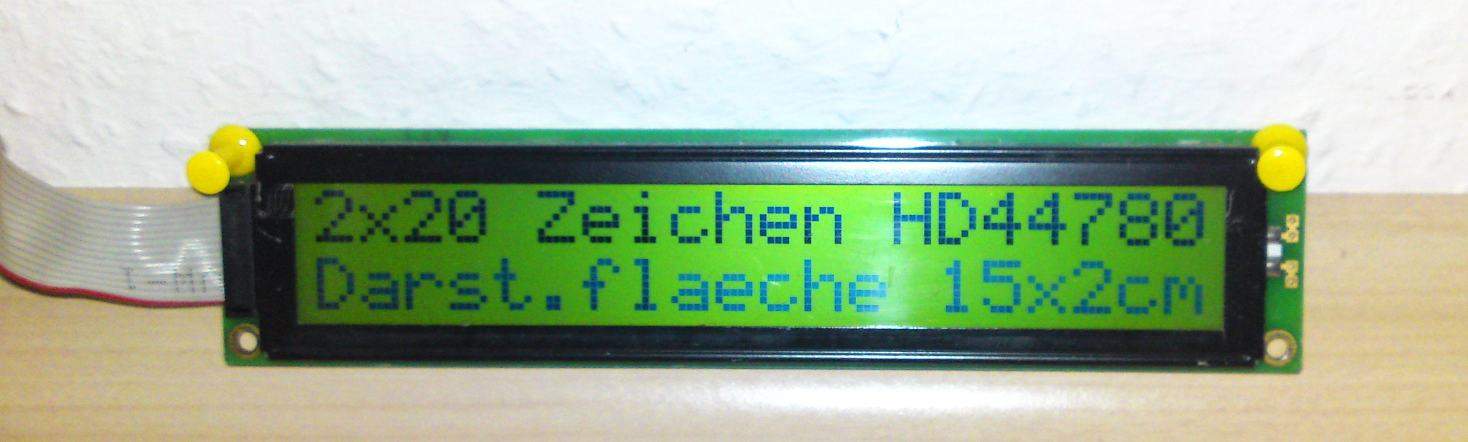 2x20 Zeichen HD44780
Darst.flaeche 15x2cm